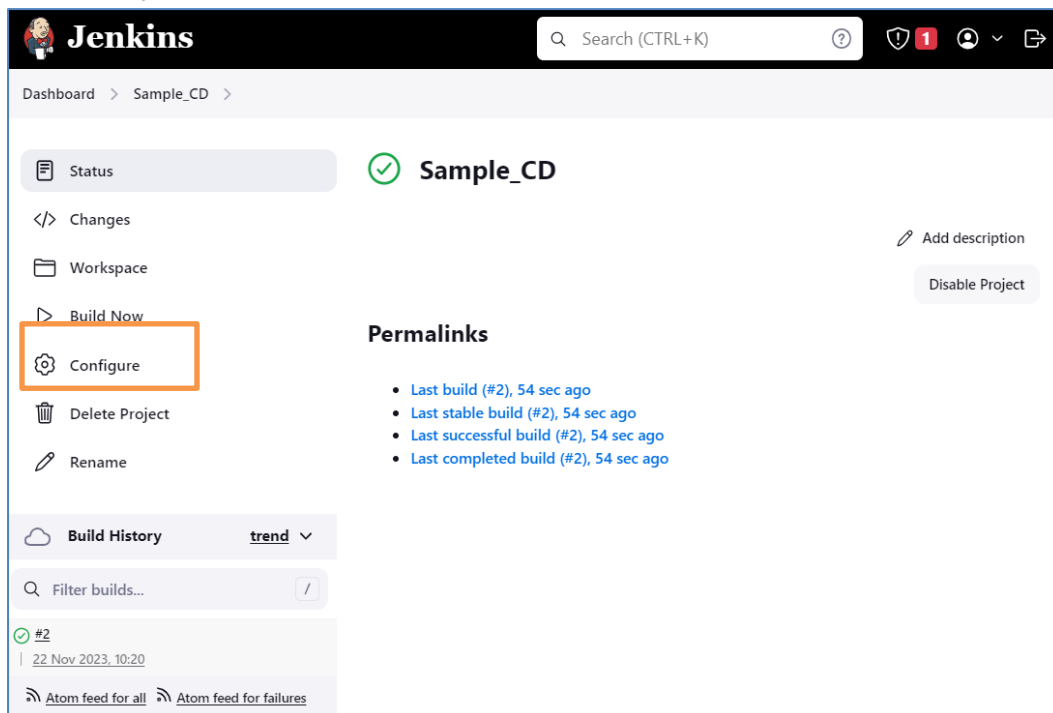 Jenkins
Search (CTRL+K)
1
Dashboard > Sample_CD >
Status
Changes
Workspace
Build Now
Configure
Delete Project
Rename
Build History trend
Filter builds... /
#2
22 Nov 2023, 10:20
Atom feed for all Atom feed for failures
Sample_CD
Add description
Disable Project
Permalinks
• Last build (#2), 54 sec ago
• Last stable build (#2), 54 sec ago
• Last successful build (#2), 54 sec ago
• Last completed build (#2), 54 sec ago